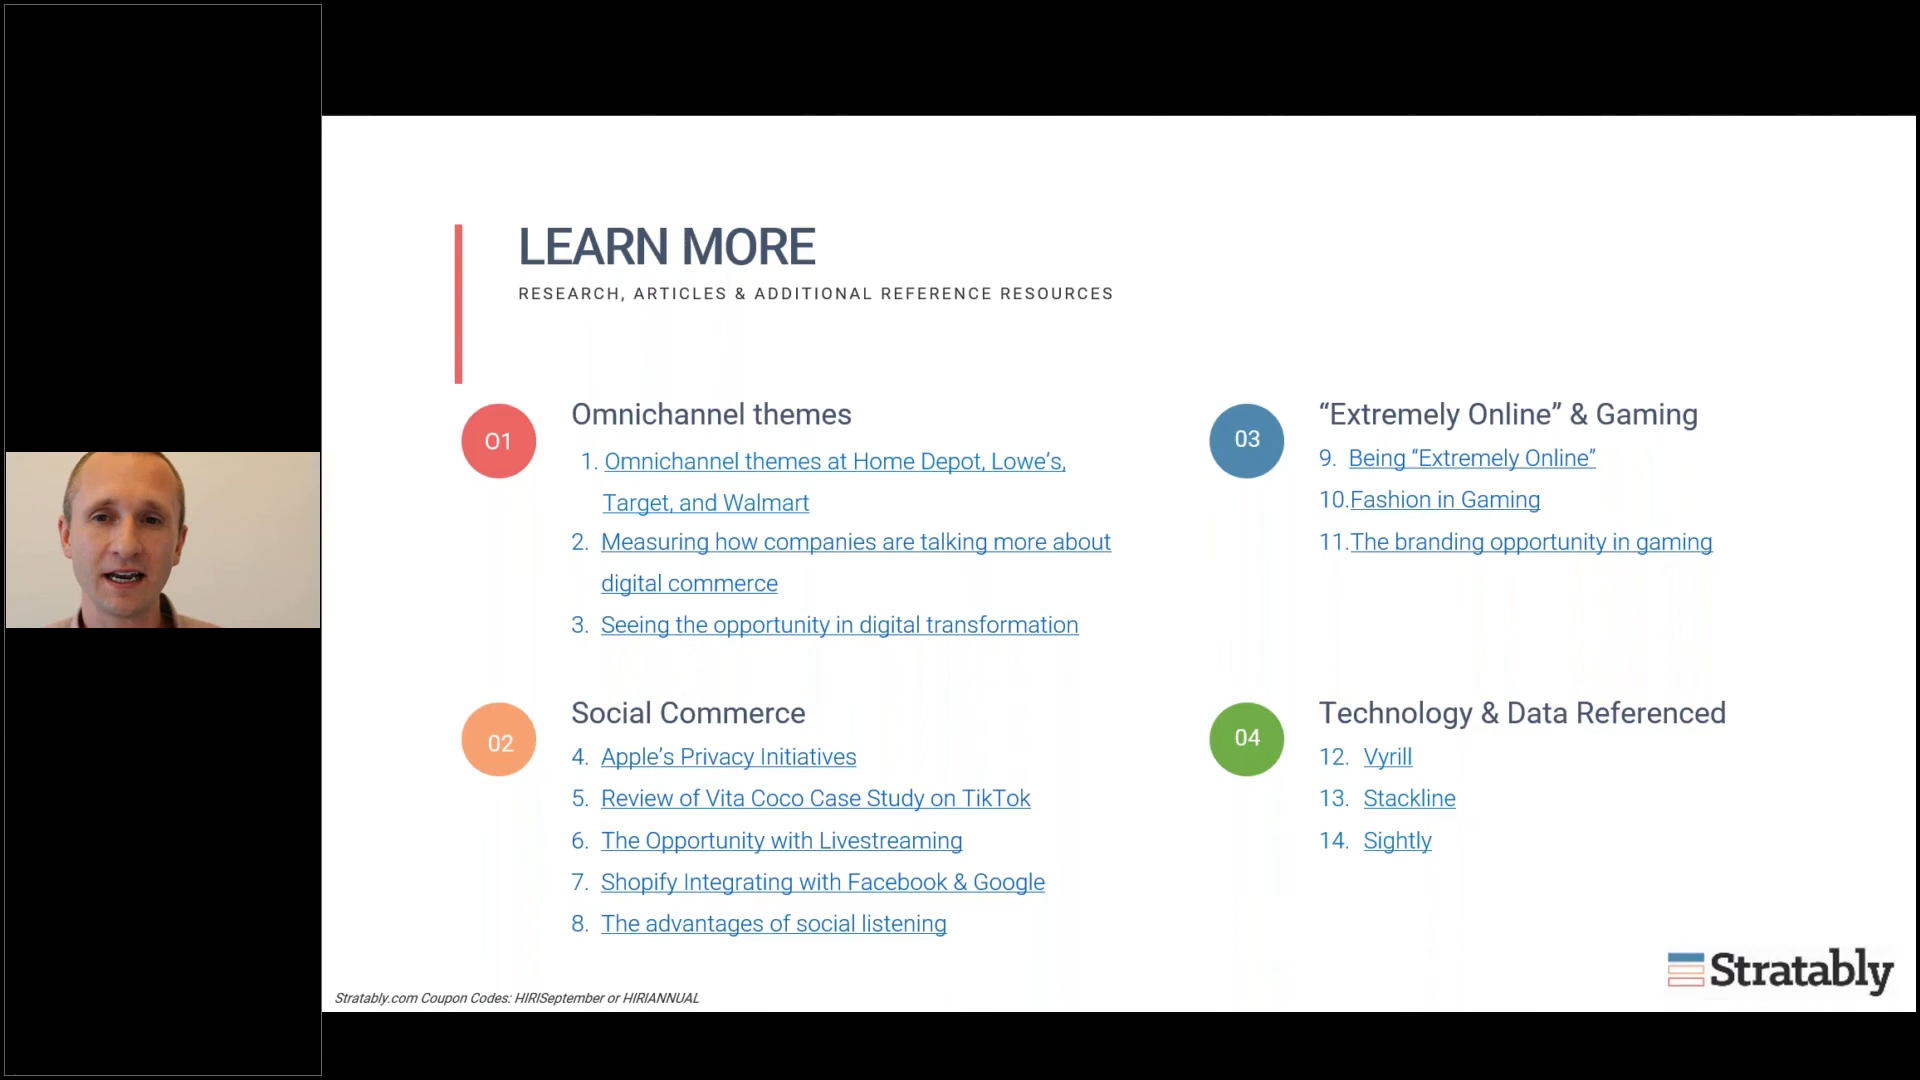 LEARN MORE
RESEARCH, ARTICLES & ADDITIONAL REFERENCE RESOURCES
01
Omnichannel themes
1. Omnichannel themes at Home Depot, Lowe’s,
Target, and Walmart
2. Measuring how companies are talking more about
digital commerce
3. Seeing the opportunity in digital transformation
02
Social Commerce
4. Apple’s Privacy Initiatives
5. Review of Vita Coco Case Study on TikTok
6. The Opportunity with Livestreaming
7. Shopify Integrating with Facebook & Google
8. The advantages of social listening
03
“Extremely Online” & Gaming
9. Being “Extremely Online”
10.Fashion in Gaming
11.The branding opportunity in gaming
04
Technology & Data Referenced
12. Vyrill
13. Stackline
14. Sightly
Stratably.com Coupon Codes: HIRISeptember or HIRIANNUAL
Stratably